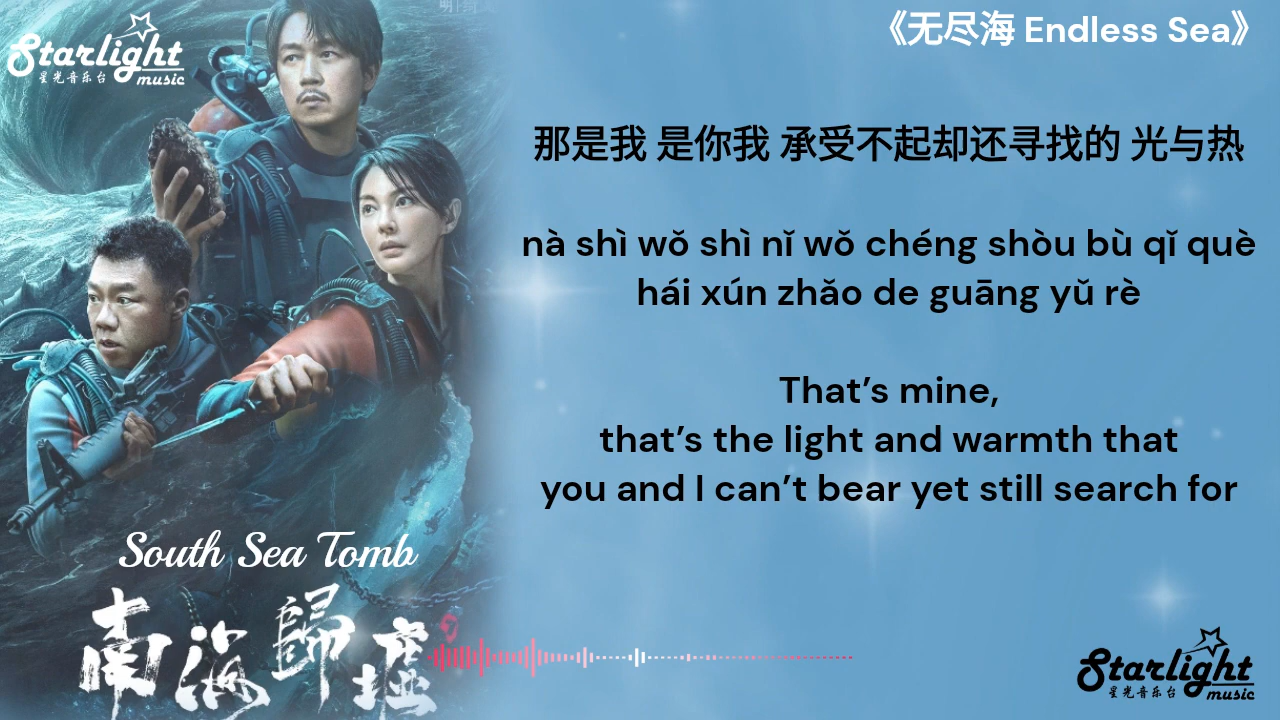 Starlight
星光音乐台
music
《无尽海 Endless Sea》
那是我 是你我 承受不起却还寻找的 光与热
nà shì wǒ shì nǐ wǒ chéng shòu bù qǐ què
hái xún zhǎo de guāng yǔ rè
That’s mine,
that’s the light and warmth that
you and I can’t bear yet still search for
South Sea Tomb
南海歸墟
Starlight
星光音乐台
music